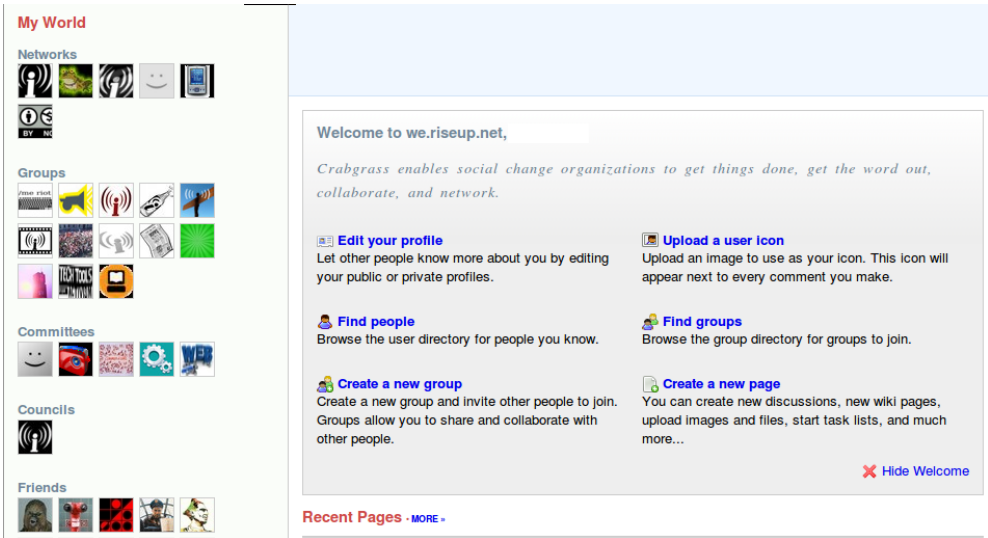 My World
Networks
BY NC
Groups
/me riot
TECH TOOLS
Committees
WEB
Councils
Friends
Welcome to we.riseup.net,
Crabgrass enables social change organizations to get things done, get the word out,
collaborate, and network.
Edit your profile
Let other people know more about you by editing
your public or private profiles.
Upload a user icon
Upload an image to use as your icon. This icon will
appear next to every comment you make.
Find people
Browse the user directory for people you know.
Find groups
Browse the group directory for groups to join.
Create a new group
Create a new group and invite other people to join.
Groups allow you to share and collaborate with
other people.
Create a new page
You can create new discussions, new wiki pages,
upload images and files, start task lists, and much
more...
Hide Welcome
Recent Pages - MORE »